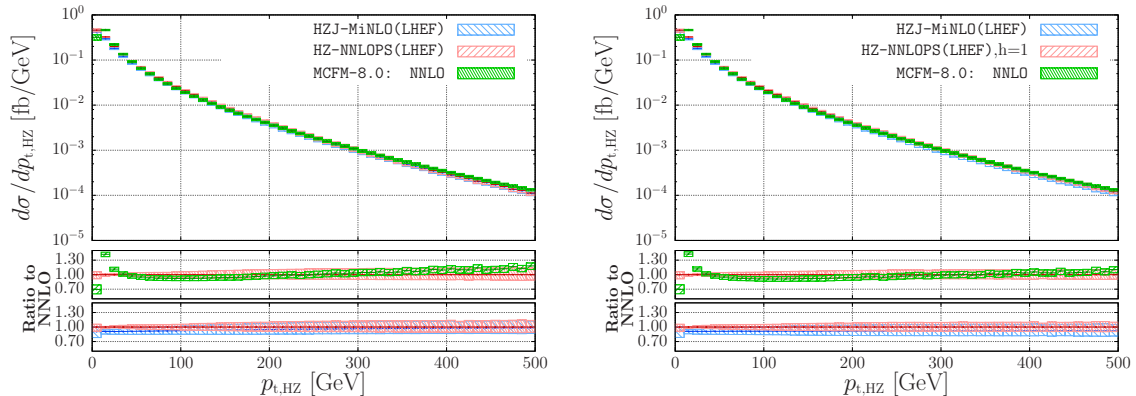 10⁰
10⁻¹
10⁻²
10⁻³
10⁻⁴
10⁻⁵
dσ/dp_t,HZ [fb/GeV]
HZJ-MiNLO(LHEF)
HZ-NNLOPS(LHEF)
MCFM-8.0: NNLO
Ratio to
NNLO
1.30
1.00
0.70
1.30
1.00
0.70
0 100 200 300 400 500
p_t,HZ [GeV]
10⁰
10⁻¹
10⁻²
10⁻³
10⁻⁴
10⁻⁵
dσ/dp_t,HZ [fb/GeV]
HZJ-MiNLO(LHEF)
HZ-NNLOPS(LHEF),h=1
MCFM-8.0: NNLO
Ratio to
NNLO
1.30
1.00
0.70
1.30
1.00
0.70
0 100 200 300 400 500
p_t,HZ [GeV]